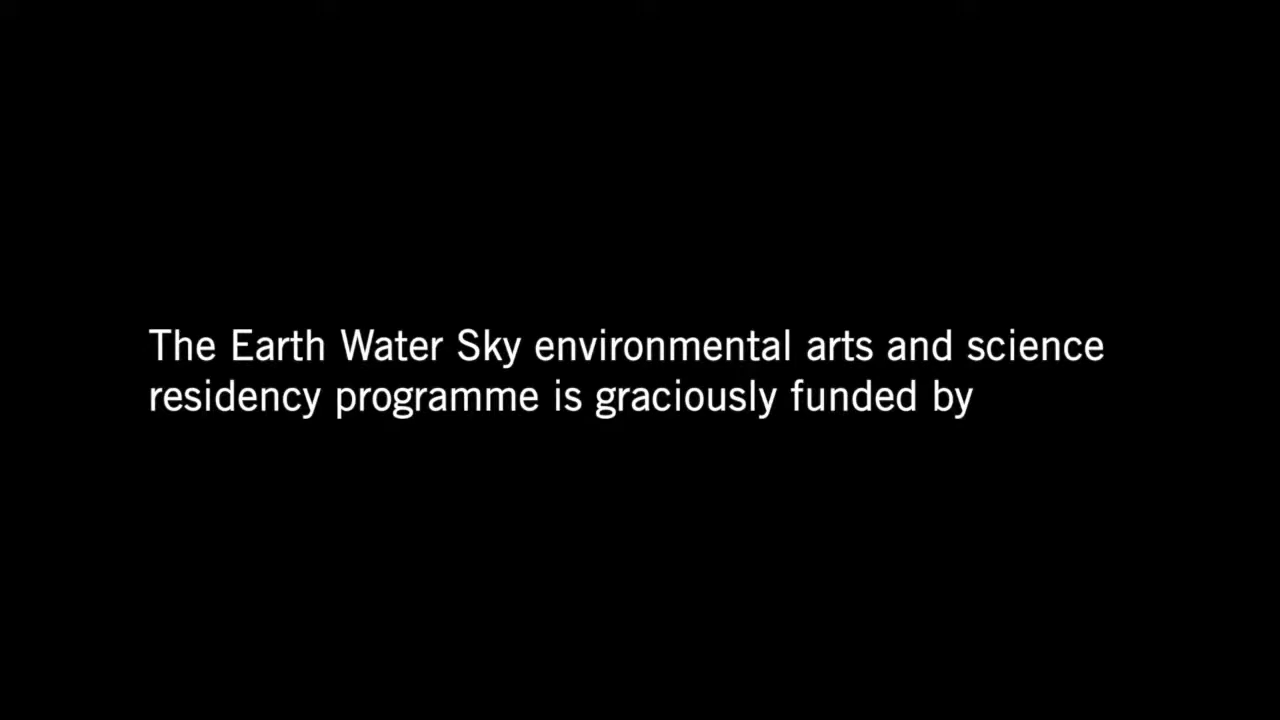 The Earth Water Sky environmental arts and science
residency programme is graciously funded by